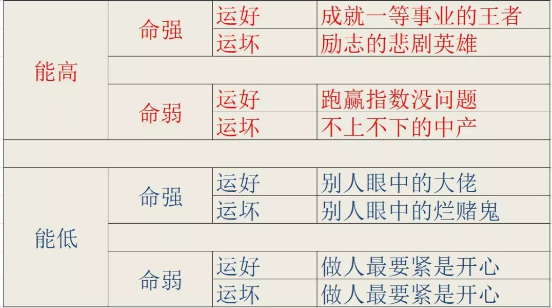 能高
命强
运好 成就一等事业的王者
运坏 励志的悲剧英雄
命弱
运好 跑赢指数没问题
运坏 不上不下的中产
能低
命强
运好 别人眼中的大佬
运坏 别人眼中的烂赌鬼
命弱
运好 做人最要紧是开心
运坏 做人最要紧是开心